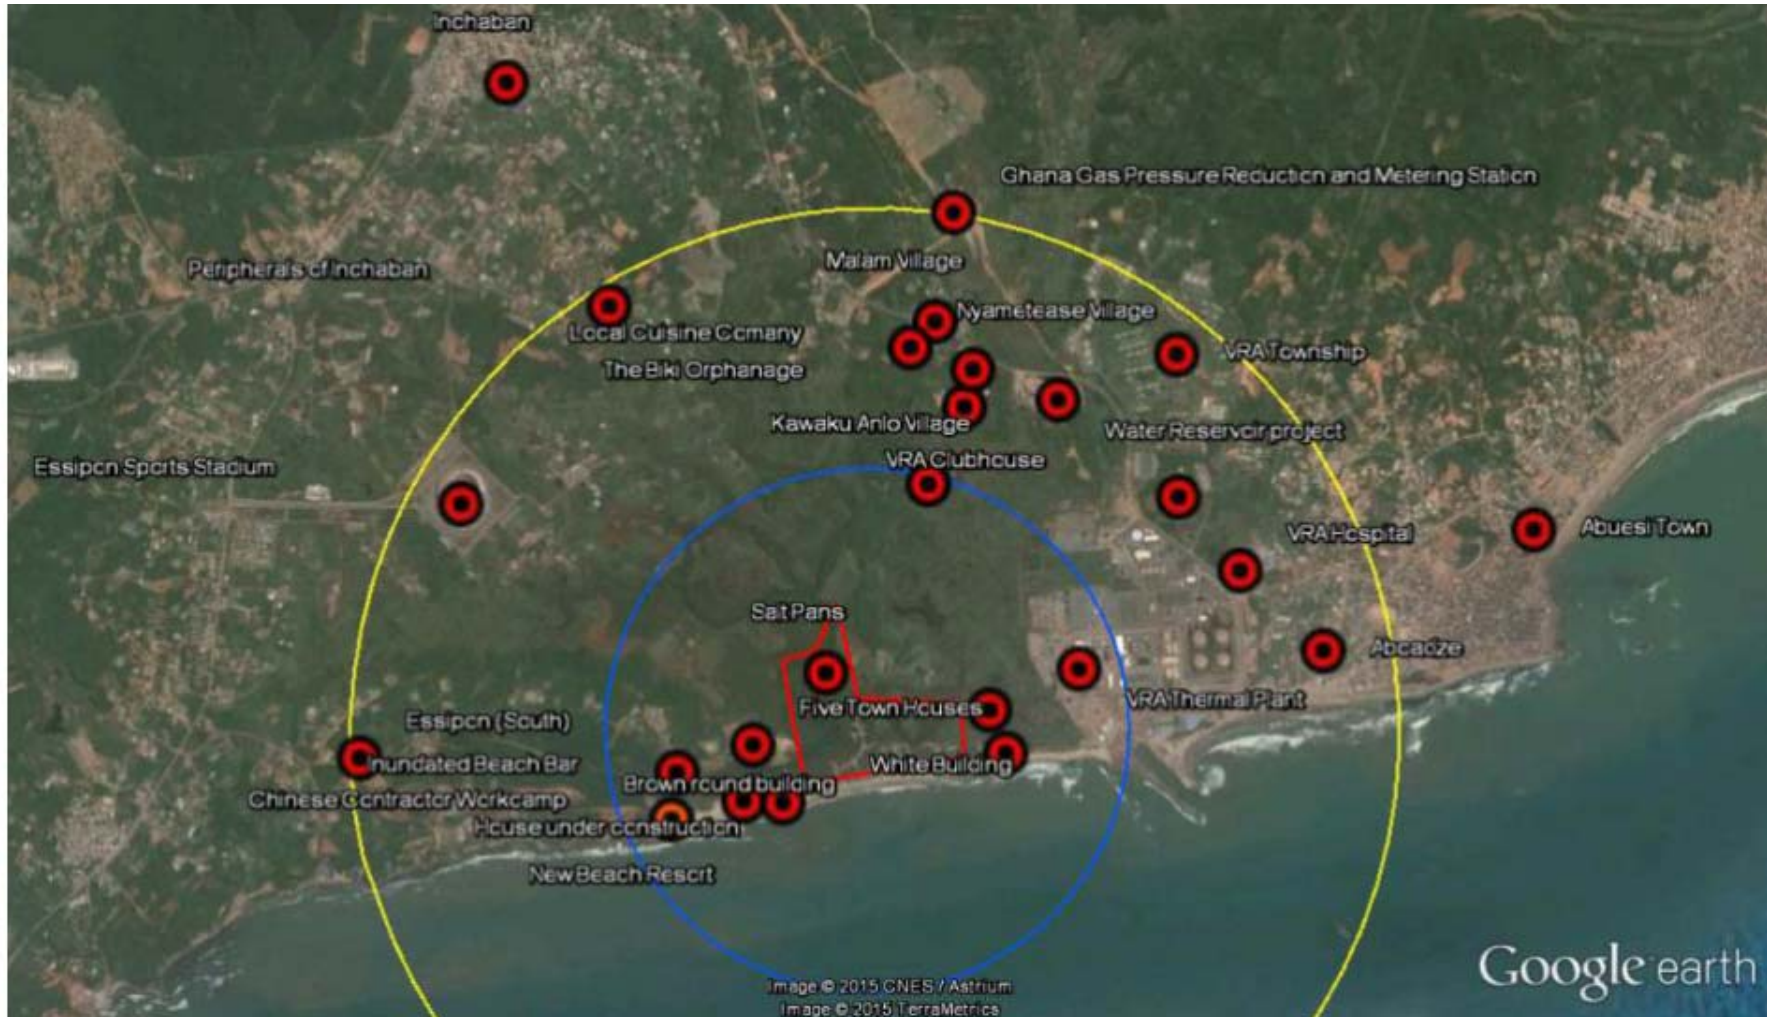 Inchaban
Ghana Gas Pressure Reduction and Metering Station
Malam Village
Peripherals of Inchaban
Nyametease Village
Local Cuisine Comany
VRA Township
The Biki Orphanage
Kawaku Anlo Village
Water Reservoir project
VRA Clubhouse
Essipon Sports Stadium
Abuesi Town
VRA Hospital
Salt Pans
Aboadze
VRA Thermal Plant
Five Town Houses
Essipon (South)
Inundated Beach Bar
White Building
Brown round building
Chinese Contractor Workcamp
House under construction
New Beach Resort
Google earth
Image © 2015 CNES / Astrium
Image © 2015 TerraMetrics